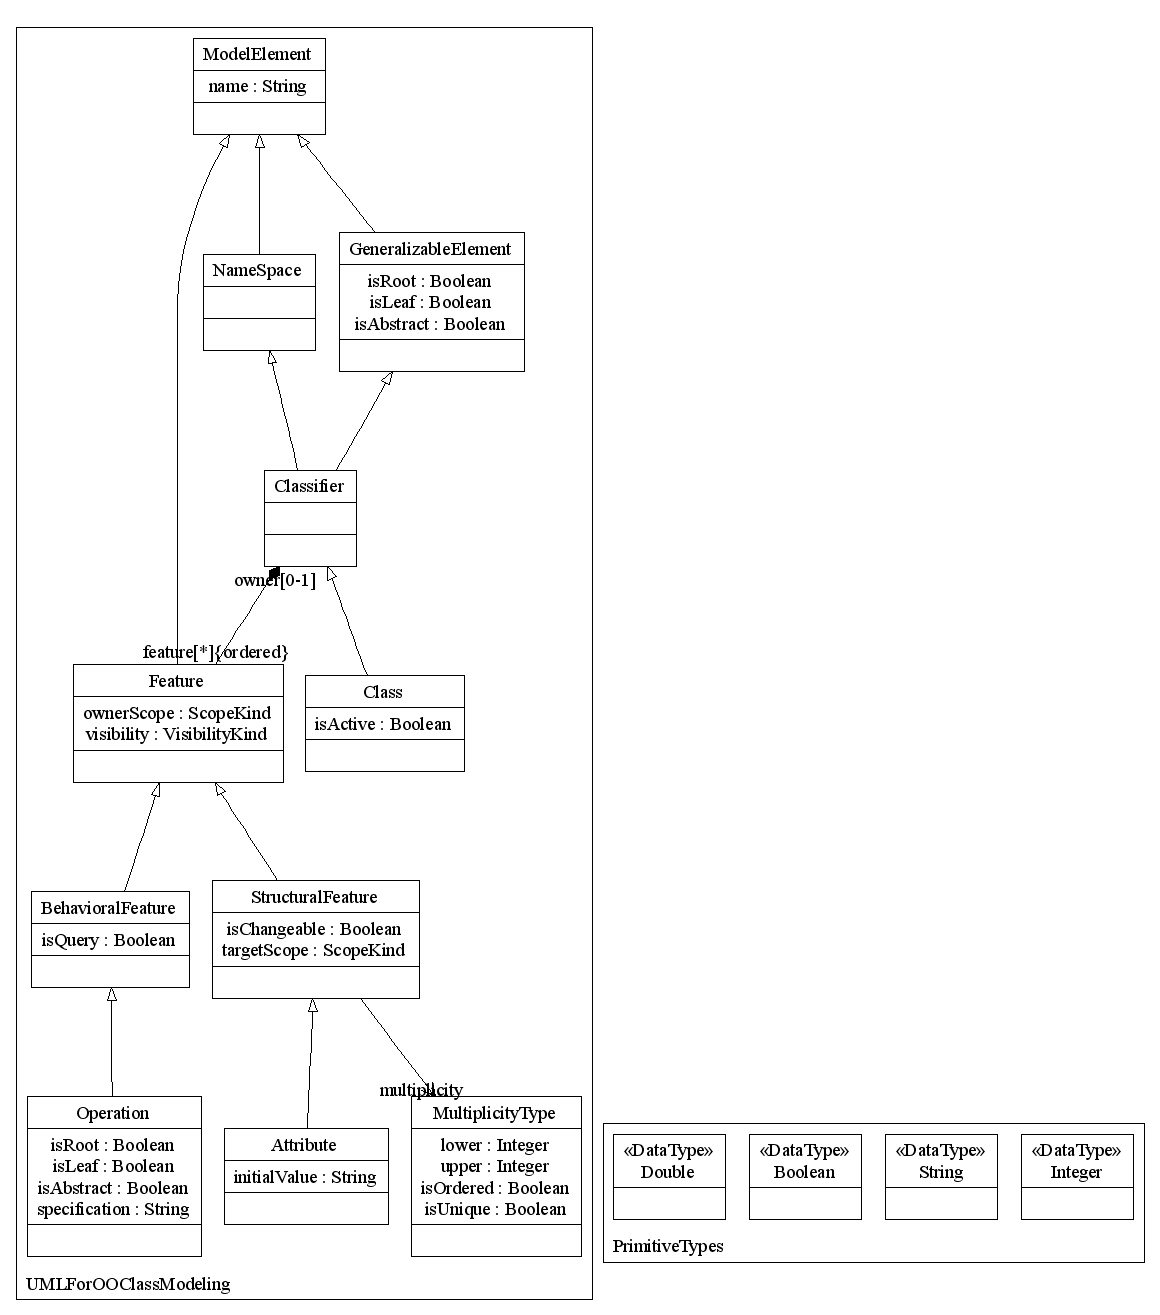 ModelElement
name : String
NameSpace
GeneralizableElement
isRoot : Boolean
isLeaf : Boolean
isAbstract : Boolean
Classifier
owner[0-1]
feature[*]{ordered}
Feature
ownerScope : ScopeKind
visibility : VisibilityKind
Class
isActive : Boolean
BehavioralFeature
isQuery : Boolean
StructuralFeature
isChangeable : Boolean
targetScope : ScopeKind
multiplicity
Operation
isRoot : Boolean
isLeaf : Boolean
isAbstract : Boolean
specification : String
Attribute
initialValue : String
MultiplicityType
lower : Integer
upper : Integer
isOrdered : Boolean
isUnique : Boolean
UMLForOOClassModeling
«DataType»
Double
«DataType»
Boolean
«DataType»
String
«DataType»
Integer
PrimitiveTypes